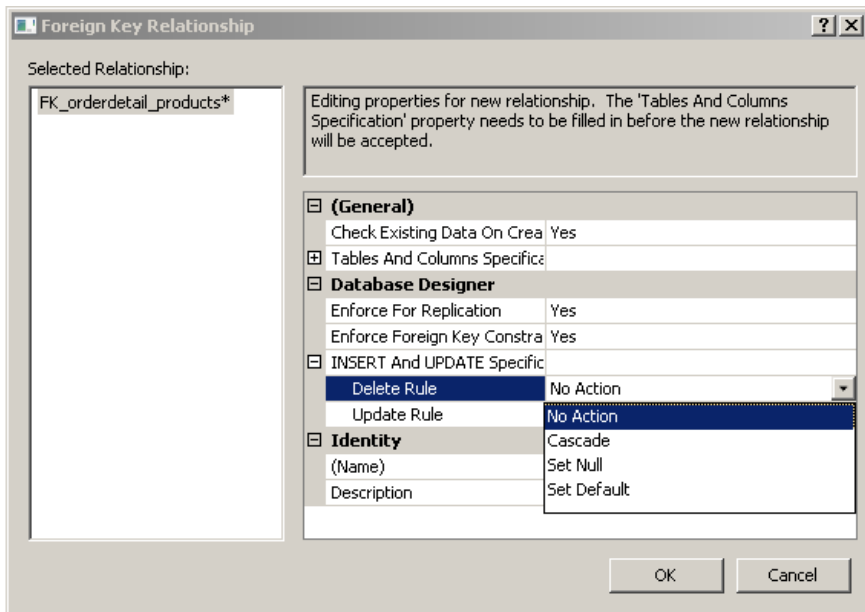 Foreign Key Relationship
Selected Relationship:
FK_orderdetail_products*
Editing properties for new relationship. The 'Tables And Columns
Specification' property needs to be filled in before the new relationship
will be accepted.
(General)
Check Existing Data On Crea Yes
Tables And Columns Specifica
Database Designer
Enforce For Replication Yes
Enforce Foreign Key Constra Yes
INSERT And UPDATE Specific
Delete Rule No Action
Update Rule No Action
Identity Cascade
(Name) Set Null
Description Set Default
OK Cancel